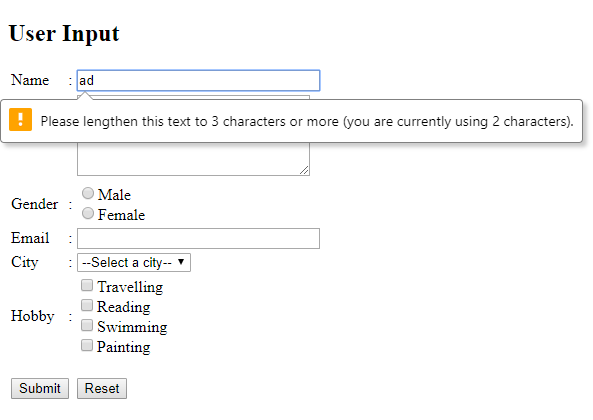 User Input
Name : ad
! Please lengthen this text to 3 characters or more (you are currently using 2 characters).
Gender : Male
Female
Email :
City : --Select a city-- ▼
Travelling
Hobby : Reading
Swimming
Painting
Submit Reset